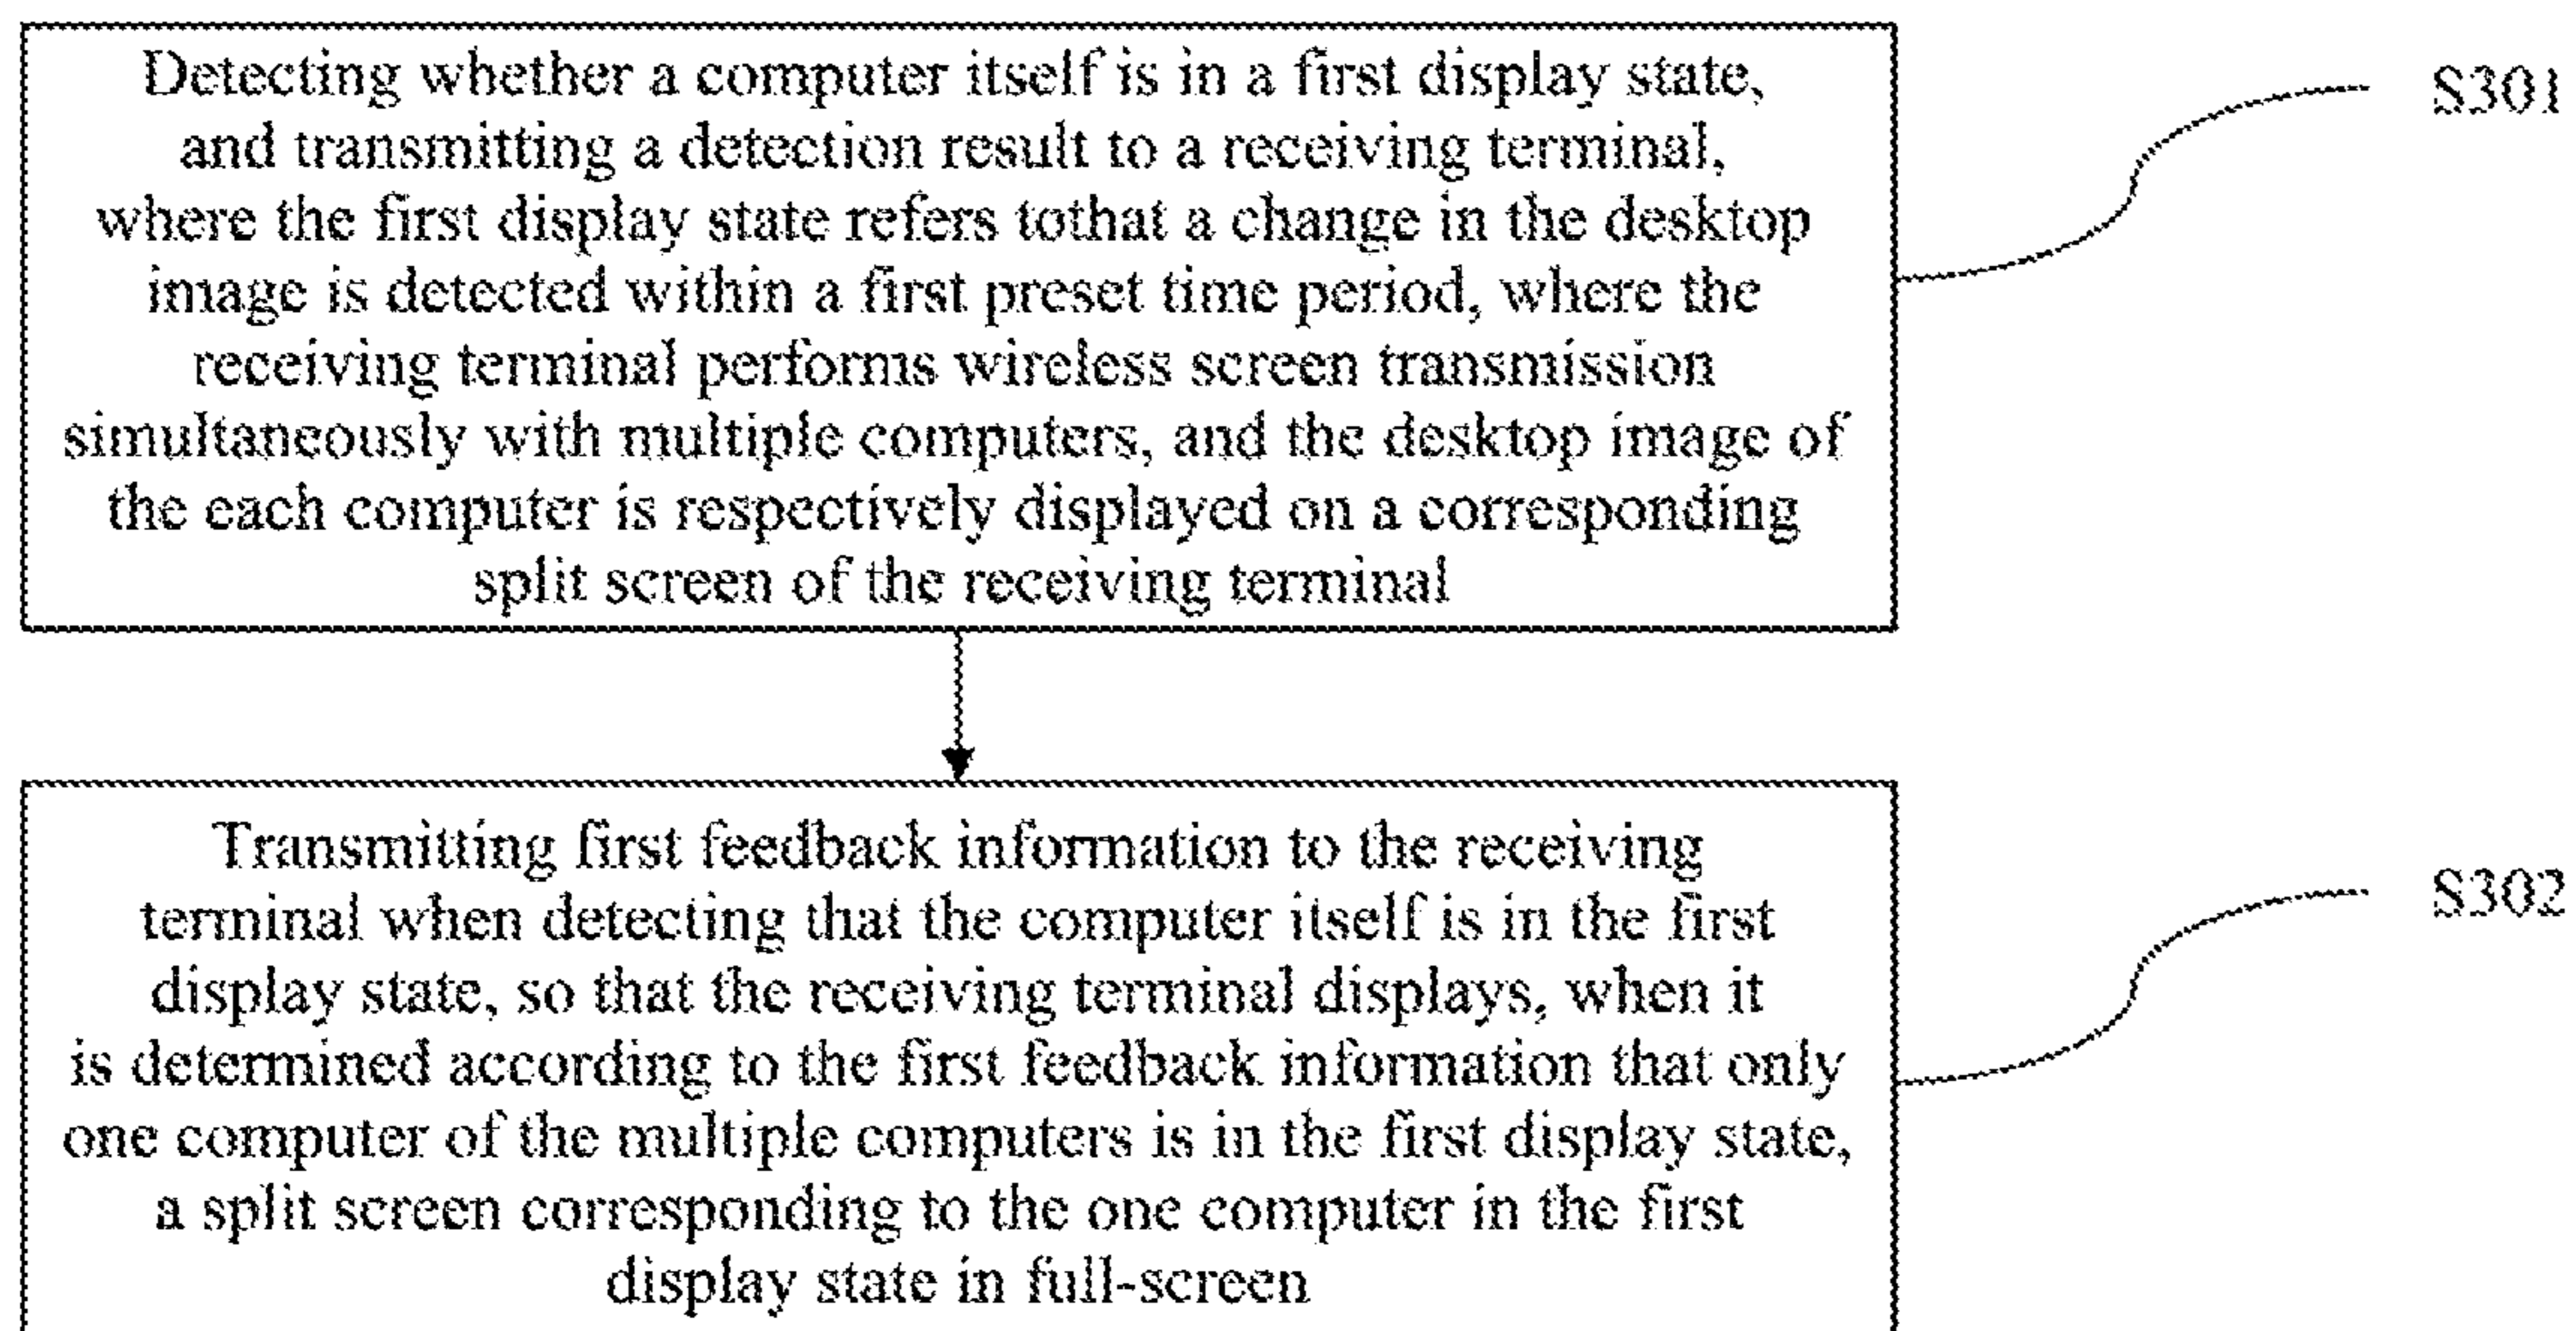 Detecting whether a computer itself is in a first display state,
and transmitting a detection result to a receiving terminal,
where the first display state refers tothat a change in the desktop
image is detected within a first preset time period, where the
receiving terminal performs wireless screen transmission
simultaneously with multiple computers, and the desktop image of
the each computer is respectively displayed on a corresponding
split screen of the receiving terminal
S301
Transmitting first feedback information to the receiving
terminal when detecting that the computer itself is in the first
display state, so that the receiving terminal displays, when it
is determined according to the first feedback information that only
one computer of the multiple computers is in the first display state,
a split screen corresponding to the one computer in the first
display state in full-screen
S302